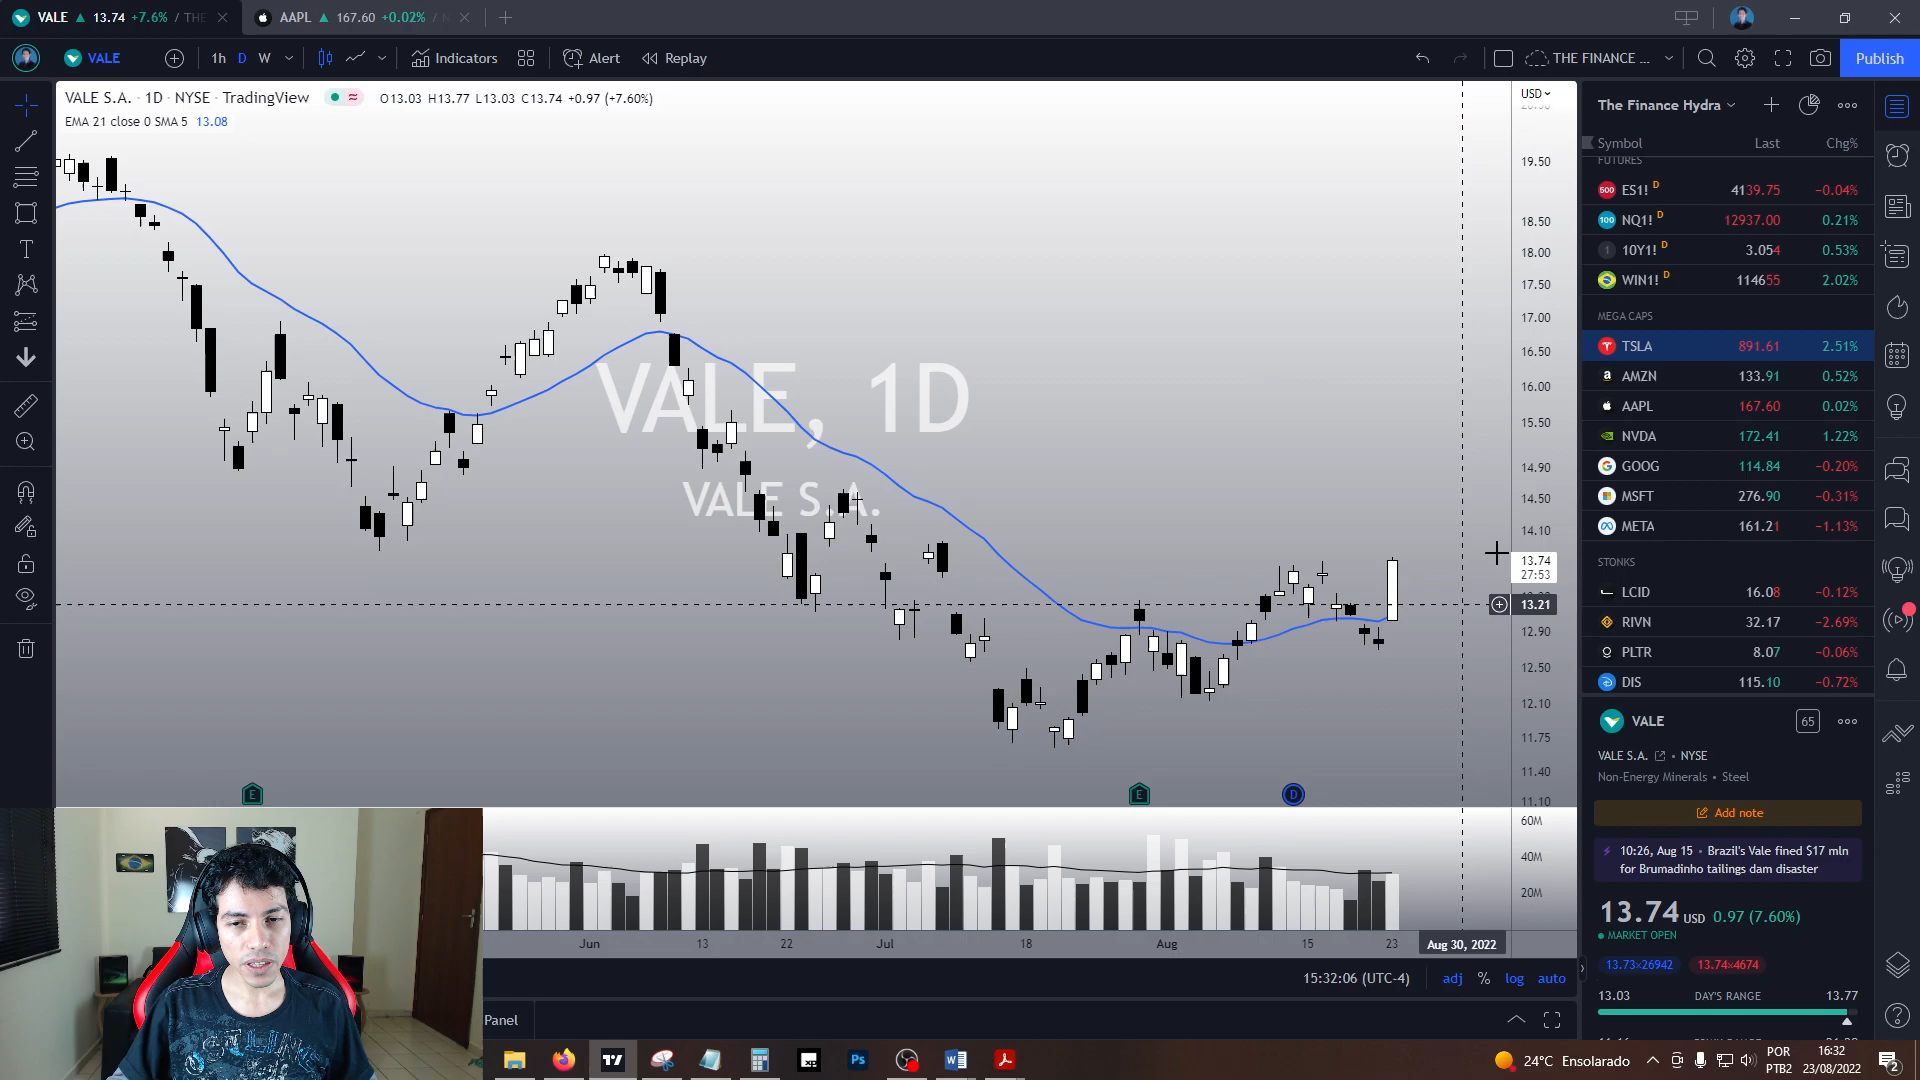 VALE ▲ 13.74 +7.6% / THE
AAPL ▲ 167.60 +0.02% /
VALE
1h D W
Indicators
Alert
Replay
THE FINANCE ...
Publish
VALE S.A. · 1D · NYSE · TradingView
O13.03 H13.77 L13.03 C13.74 +0.97 (+7.60%)
EMA 21 close 0 SMA 5 13.08
VALE, 1D
VALE S.A.
USD
19.50
18.50
18.00
17.50
17.00
16.50
16.00
15.50
14.90
14.50
14.10
13.74
27:53
13.21
12.90
12.50
12.10
11.75
11.40
11.10
E
E
D
60M
40M
20M
Jun
13
22
Jul
18
Aug
15
23
Aug 30, 2022
15:32:06 (UTC-4)
adj % log auto
Panel
The Finance Hydra
Symbol Last Chg%
FUTURES
500 ES1! D 4139.75 −0.04%
100 NQ1! D 12937.00 0.21%
1 10Y1! D 3.054 0.53%
WIN1! D 114655 2.02%
MEGA CAPS
TSLA 891.61 2.51%
AMZN 133.91 0.52%
AAPL 167.60 0.02%
NVDA 172.41 1.22%
GOOG 114.84 −0.20%
MSFT 276.90 −0.31%
META 161.21 −1.13%
STONKS
LCID 16.08 −0.12%
RIVN 32.17 −2.69%
PLTR 8.07 −0.06%
DIS 115.10 −0.72%
VALE 65
VALE S.A. • NYSE
Non-Energy Minerals • Steel
Add note
10:26, Aug 15 • Brazil's Vale fined $17 mln
for Brumadinho tailings dam disaster
13.74 USD 0.97 (7.60%)
MARKET OPEN
13.73×26942 13.74×4674
13.03 DAY'S RANGE 13.77
Ps
24°C Ensolarado
POR
PTB2
16:32
23/08/2022
2